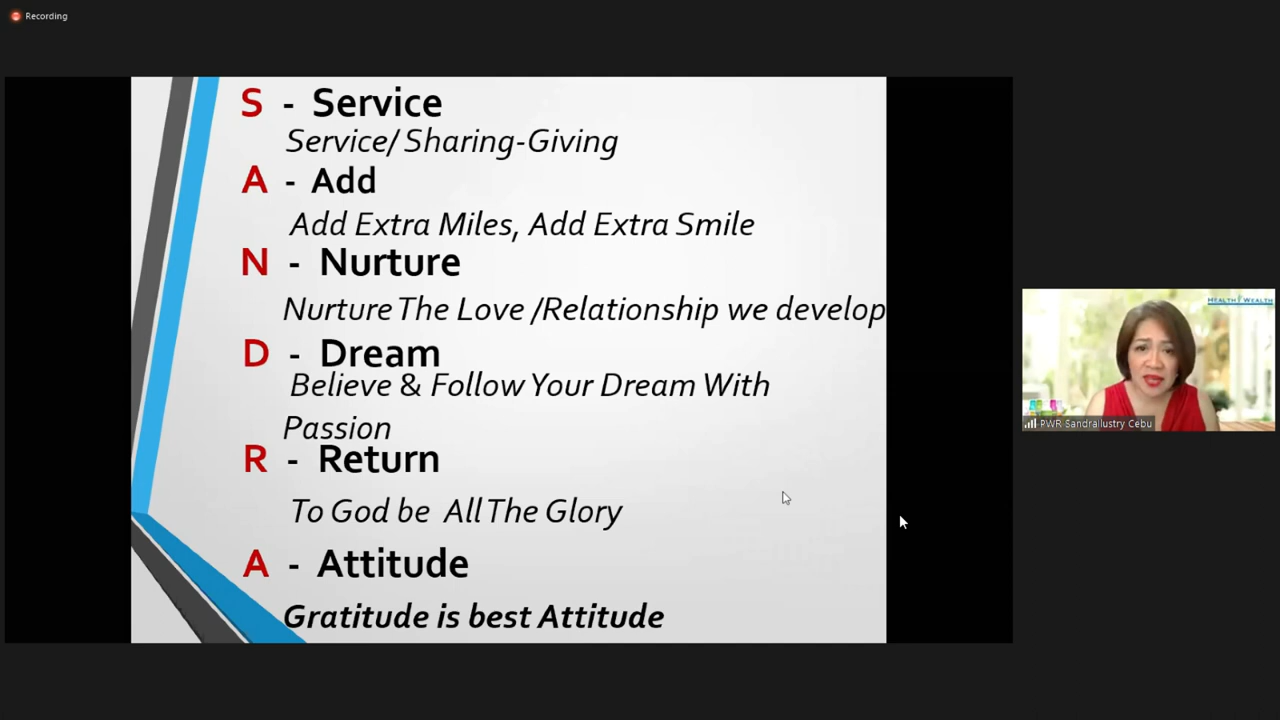 Recording
S - Service
Service/ Sharing-Giving
A - Add
Add Extra Miles, Add Extra Smile
N - Nurture
Nurture The Love /Relationship we develop
D - Dream
Believe & Follow Your Dream With
Passion
R - Return
To God be All The Glory
A - Attitude
Gratitude is best Attitude
HEALTH WEALTH
PWR Sandrallustry Cebu